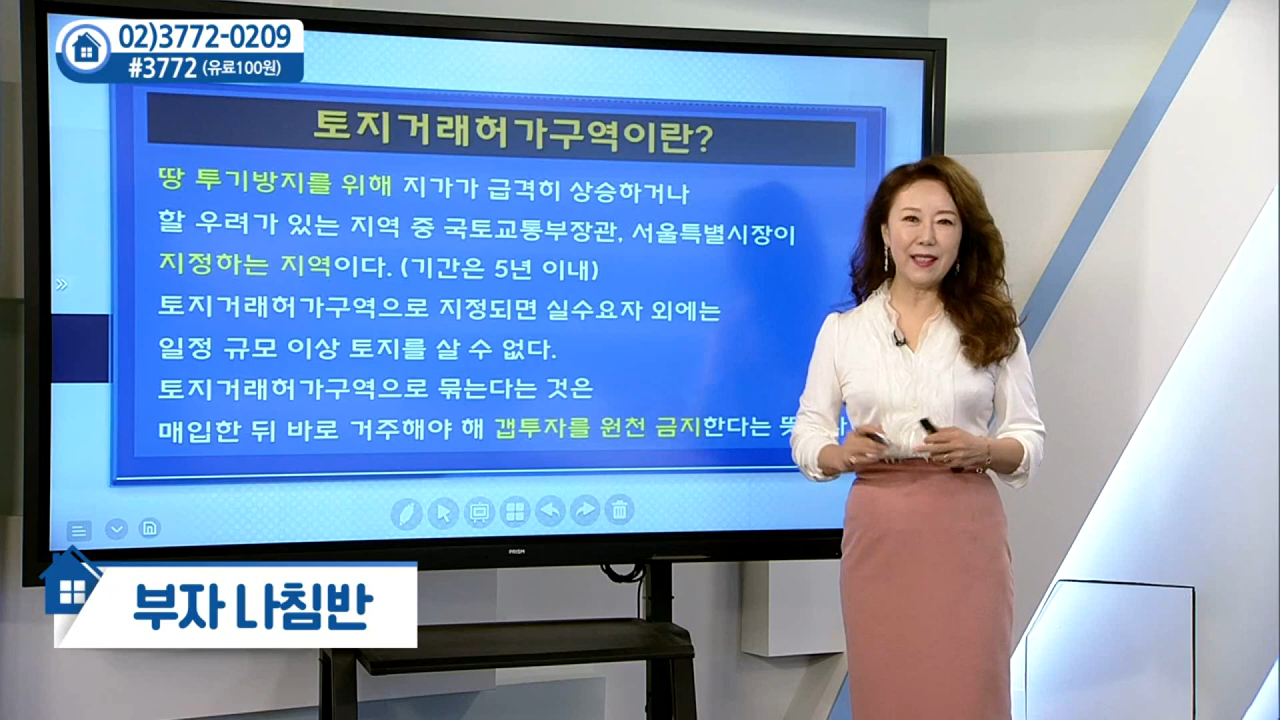 02)3772-0209
#3772 (유료100원)
토지거래허가구역이란?
땅 투기방지를 위해 지가가 급격히 상승하거나
할 우려가 있는 지역 중 국토교통부장관, 서울특별시장이
지정하는 지역이다. (기간은 5년 이내)
토지거래허가구역으로 지정되면 실수요자 외에는
일정 규모 이상 토지를 살 수 없다.
토지거래허가구역으로 묶는다는 것은
매입한 뒤 바로 거주해야 해 갭투자를 원천 금지한다는
PRISM
부자 나침반